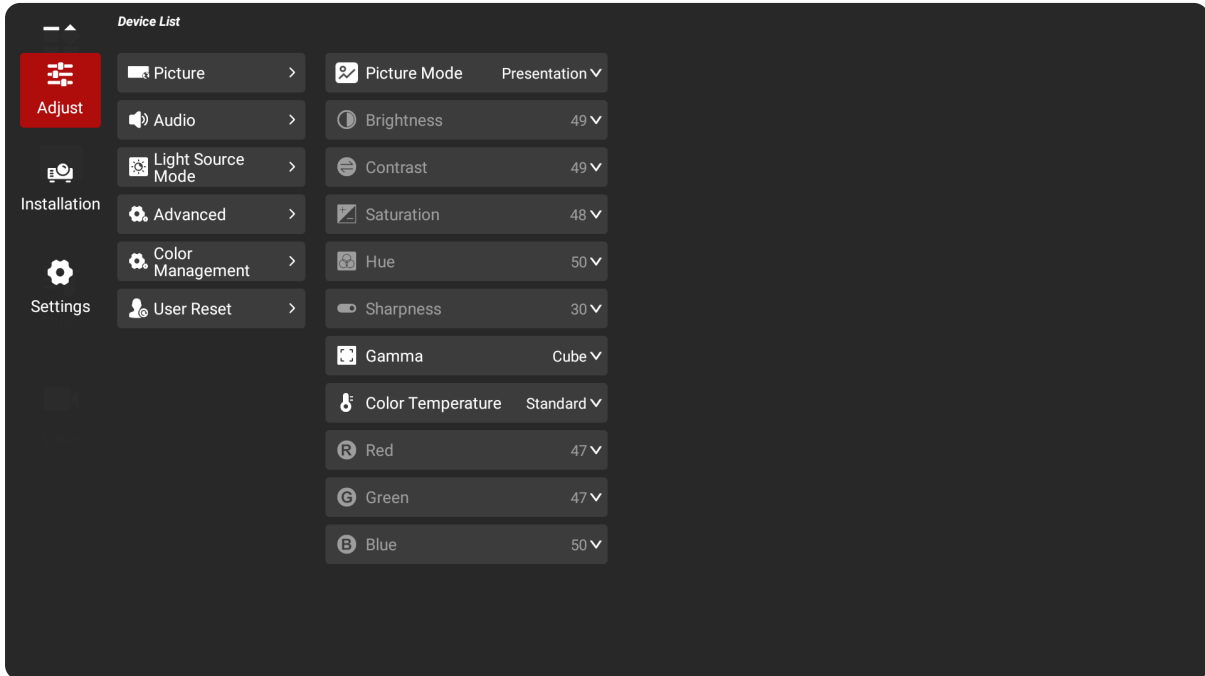 Device List
Adjust
Installation
Settings
Picture
Audio
Light Source
Mode
Advanced
Color
Management
User Reset
Picture Mode Presentation
Brightness 49
Contrast 49
Saturation 48
Hue 50
Sharpness 30
Gamma Cube
Color Temperature Standard
R Red 47
G Green 47
B Blue 50